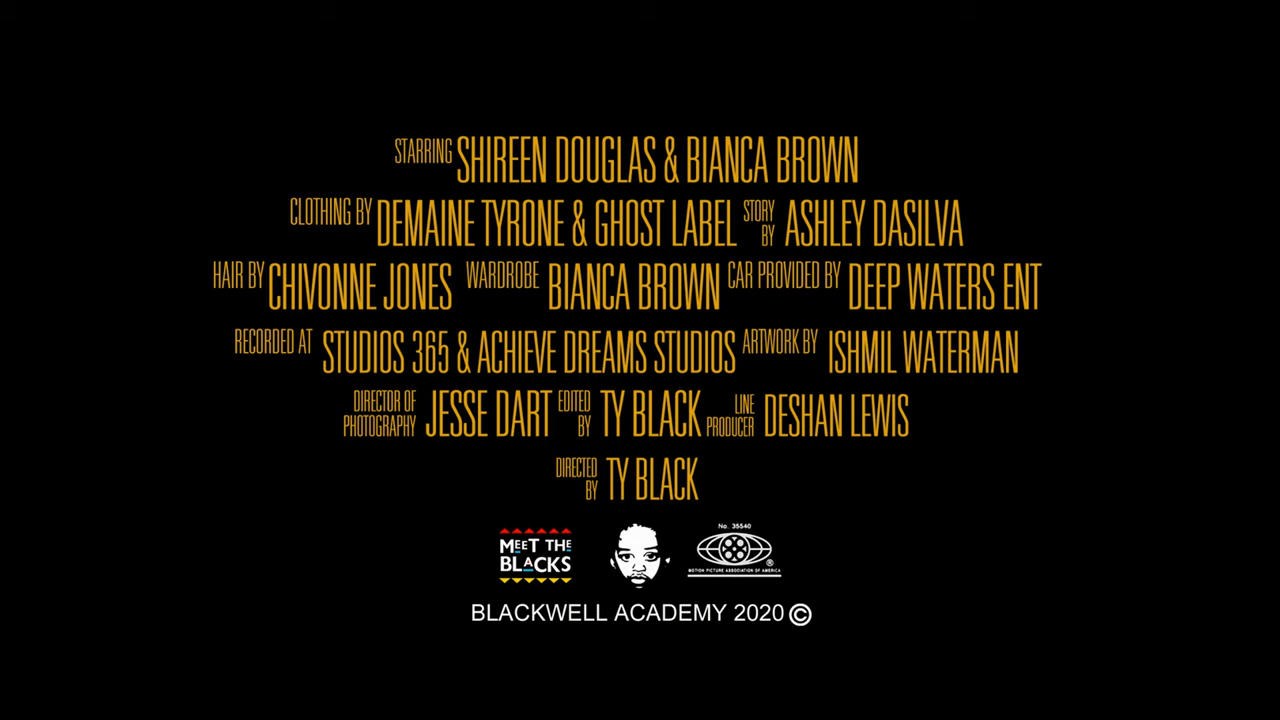 STARRING SHIREEN DOUGLAS & BIANCA BROWN
CLOTHING BY DEMAINE TYRONE & GHOST LABEL STORY BY ASHLEY DASILVA
HAIR BY CHIVONNE JONES WARDROBE BIANCA BROWN CAR PROVIDED BY DEEP WATERS ENT
RECORDED AT STUDIOS 365 & ACHIEVE DREAMS STUDIOS ARTWORK BY ISHMIL WATERMAN
DIRECTOR OF PHOTOGRAPHY JESSE DART EDITED BY TY BLACK LINE PRODUCER DESHAN LEWIS
DIRECTED BY TY BLACK
No. 35540
MEET THE
BLACKS
®
MOTION PICTURE ASSOCIATION OF AMERICA
BLACKWELL ACADEMY 2020 ©